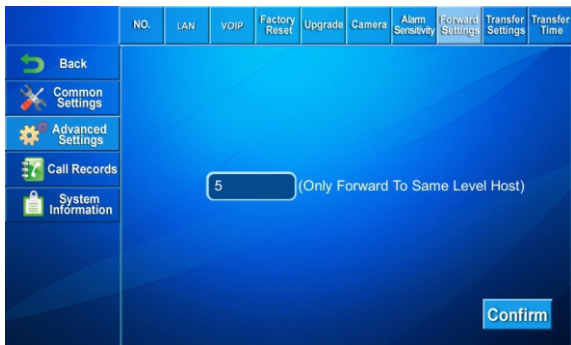 NO.
LAN
VOIP
Factory
Reset
Upgrade
Camera
Alarm
Sensitivity
Forward
Settings
Transfer
Settings
Transfer
Time
Back
Common
Settings
Advanced
Settings
Call Records
System
Information
5 (Only Forward To Same Level Host)
Confirm